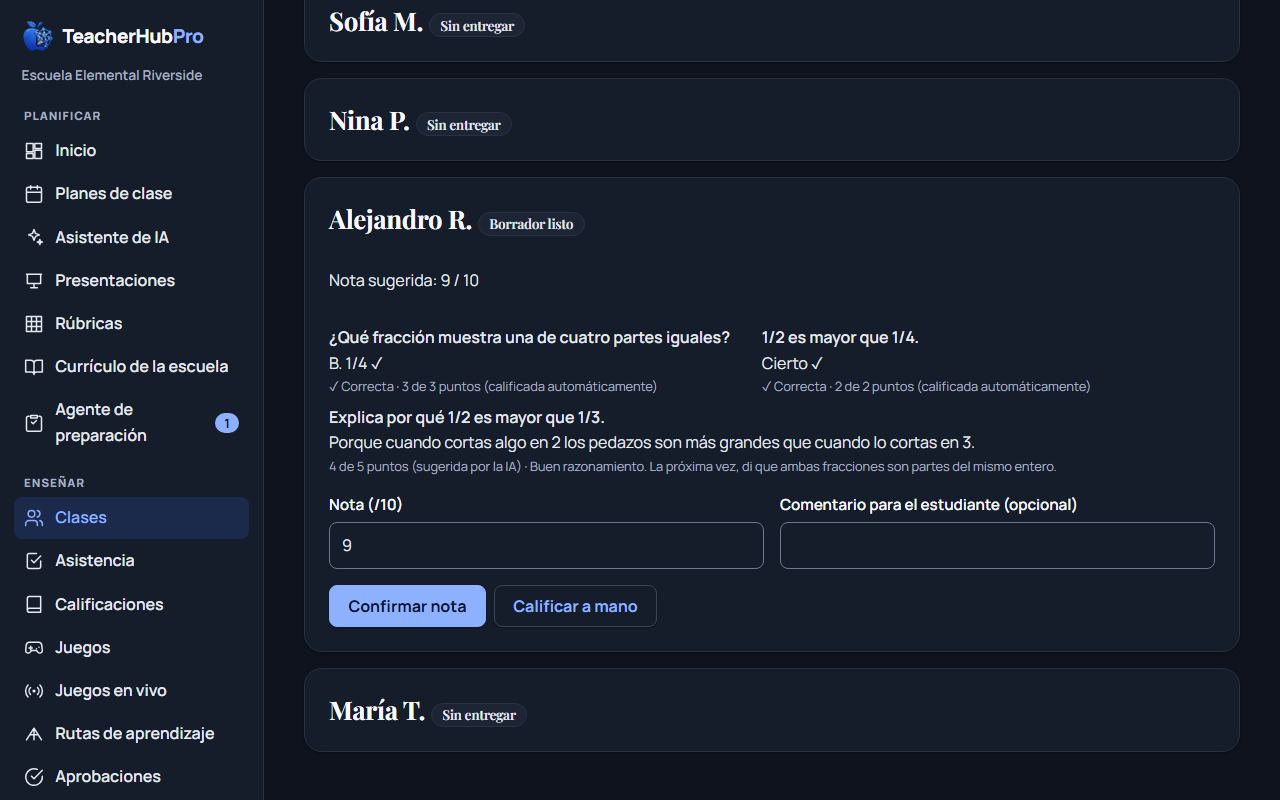 TeacherHubPro
Escuela Elemental Riverside
PLANIFICAR
Inicio
Planes de clase
Asistente de IA
Presentaciones
Rúbricas
Currículo de la escuela
Agente de
preparación
1
ENSEÑAR
Clases
Asistencia
Calificaciones
Juegos
Juegos en vivo
Rutas de aprendizaje
Aprobaciones
Sofía M. Sin entregar
Nina P. Sin entregar
Alejandro R. Borrador listo
Nota sugerida: 9 / 10
¿Qué fracción muestra una de cuatro partes iguales?
B. 1/4 ✓
✓ Correcta · 3 de 3 puntos (calificada automáticamente)
1/2 es mayor que 1/4.
Cierto ✓
✓ Correcta · 2 de 2 puntos (calificada automáticamente)
Explica por qué 1/2 es mayor que 1/3.
Porque cuando cortas algo en 2 los pedazos son más grandes que cuando lo cortas en 3.
4 de 5 puntos (sugerida por la IA) · Buen razonamiento. La próxima vez, di que ambas fracciones son partes del mismo entero.
Nota (/10)
9
Comentario para el estudiante (opcional)
Confirmar nota
Calificar a mano
María T. Sin entregar